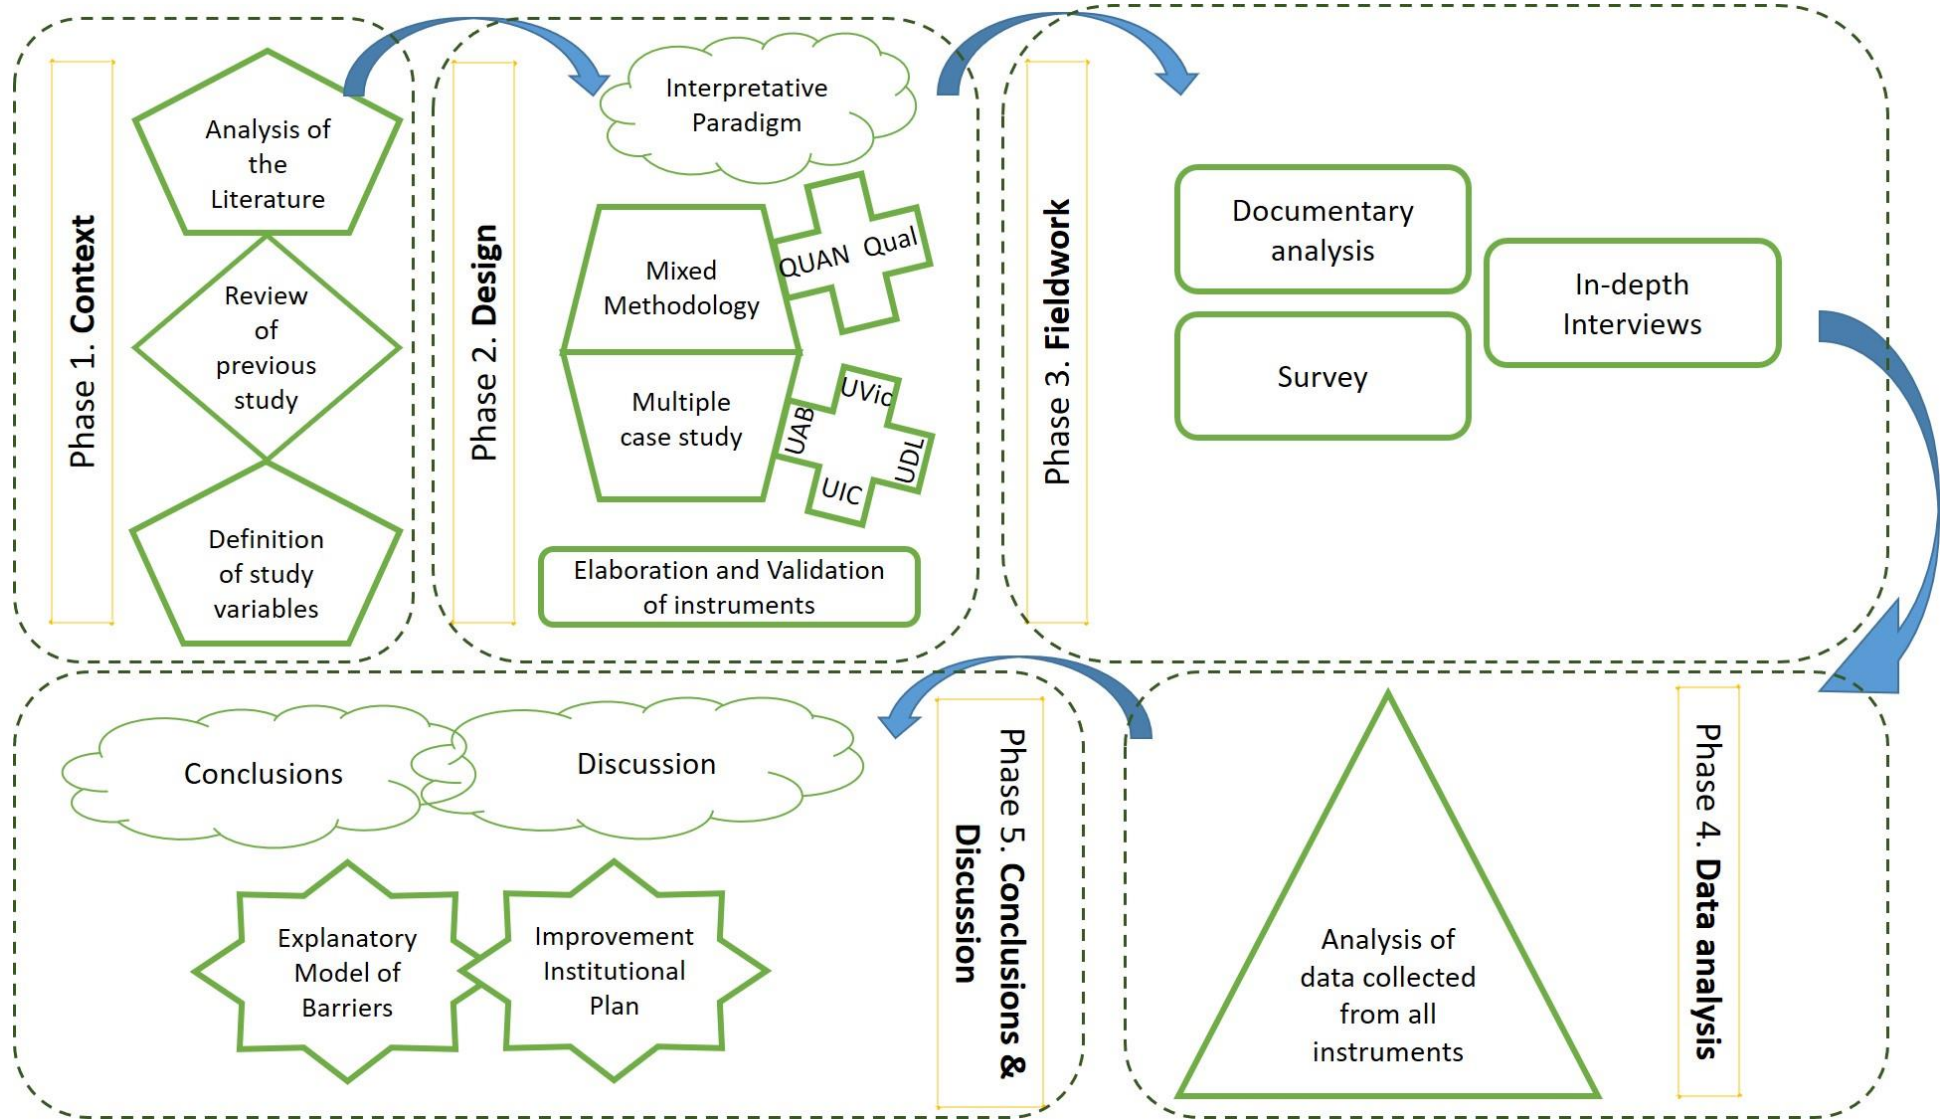 Phase 1. Context
Analysis of
the
Literature
Review
of
previous
study
Definition
of study
variables
Phase 2. Design
Interpretative
Paradigm
Mixed
Methodology
QUAN Qual
Multiple
case study
UVic
UAB
UDL
UIC
Elaboration and Validation
of instruments
Phase 3. Fieldwork
Documentary
analysis
Survey
In-depth
Interviews
Phase 4. Data analysis
Analysis of
data collected
from all
instruments
Phase 5. Conclusions &
Discussion
Conclusions
Discussion
Explanatory
Model of
Barriers
Improvement
Institutional
Plan